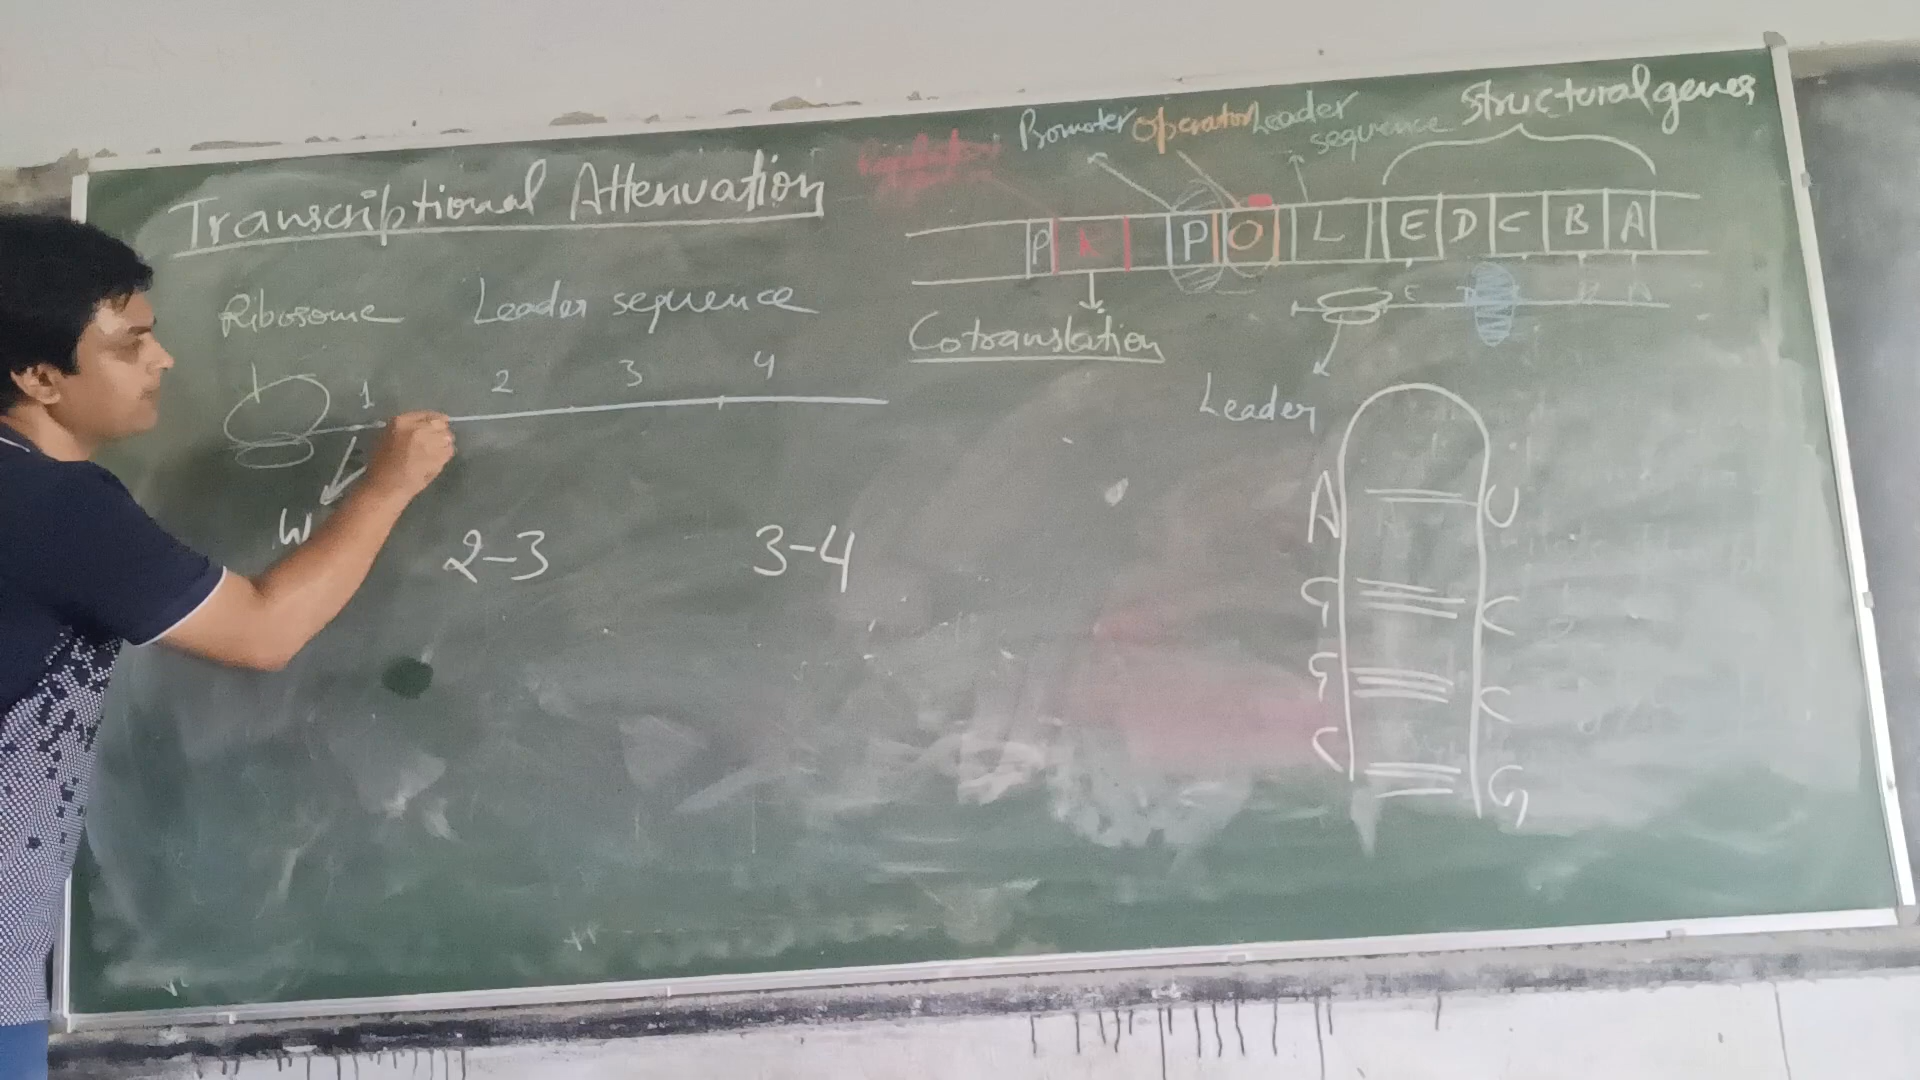 Transcriptional Attenuation
Ribosome Leader sequence
1 2 3 4
W
2-3 3-4
Promoter Operator Leader
sequence Structural genes
P R P O L E D C B A
E
Cotranslation
Leader
A U
G C
G C
C G